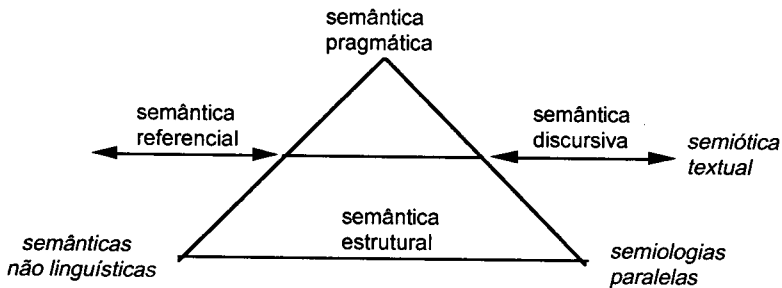 semântica
pragmática
semântica
referencial
semântica
discursiva
semiótica
textual
semântica
estrutural
semânticas
não linguísticas
semiologias
paralelas